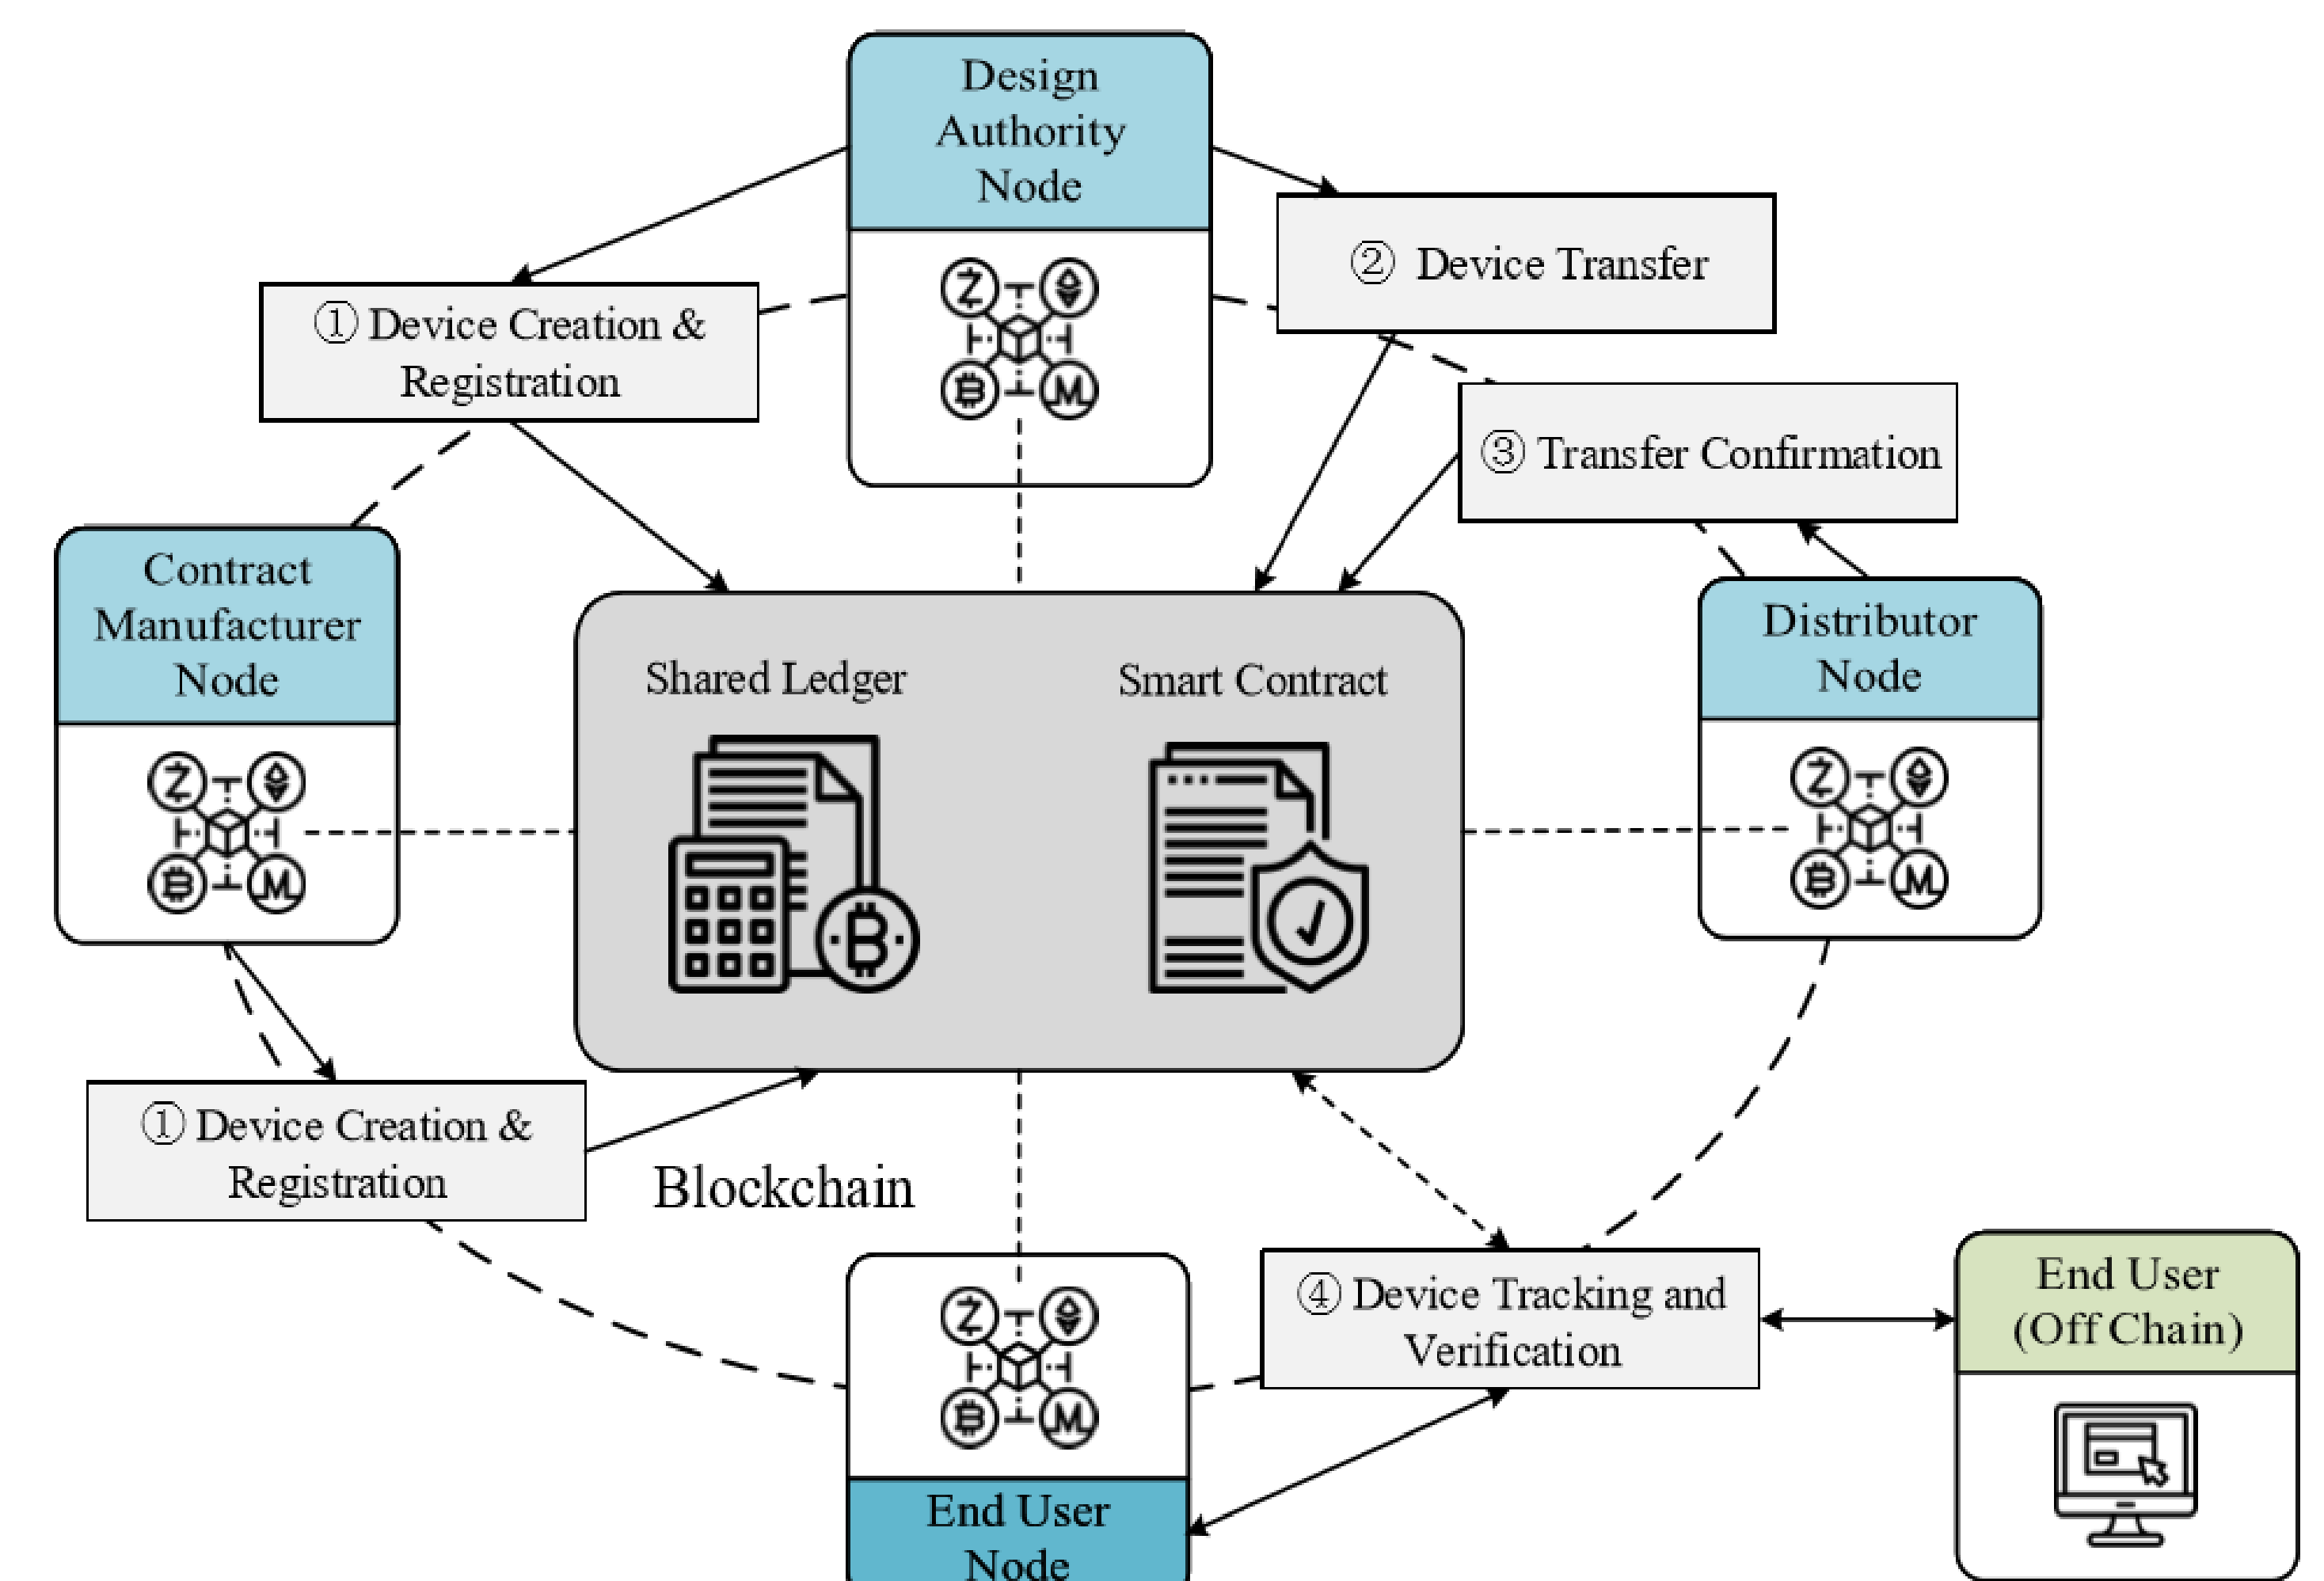 Design
Authority
Node
② Device Transfer
① Device Creation &
Registration
③ Transfer Confirmation
Contract
Manufacturer
Node
Distributor
Node
Shared Ledger
Smart Contract
① Device Creation &
Registration
Blockchain
④ Device Tracking and
Verification
End User
(Off Chain)
End User
Node